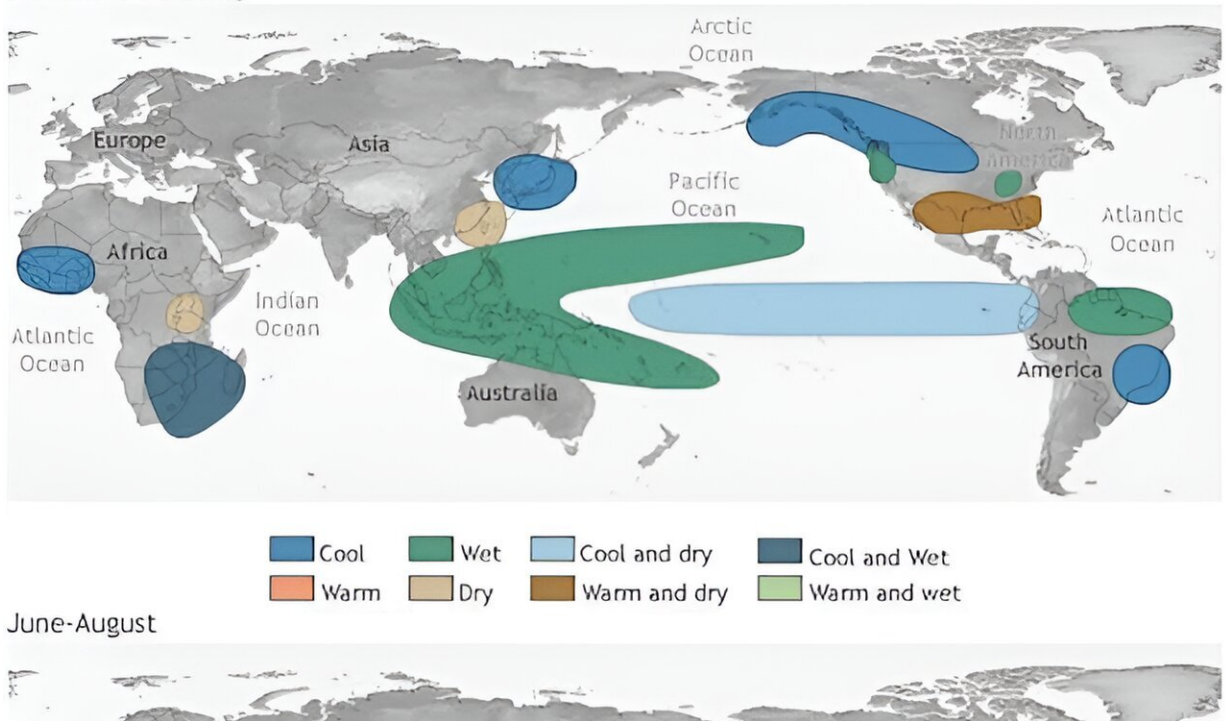 Arctic
Ocean
Europe
Asia
North
America
Pacific
Ocean
Atlantic
Ocean
Africa
Indian
Ocean
Atlantic
Ocean
South
America
Australia
Cool
Wet
Cool and dry
Cool and Wet
Warm
Dry
Warm and dry
Warm and wet
June-August